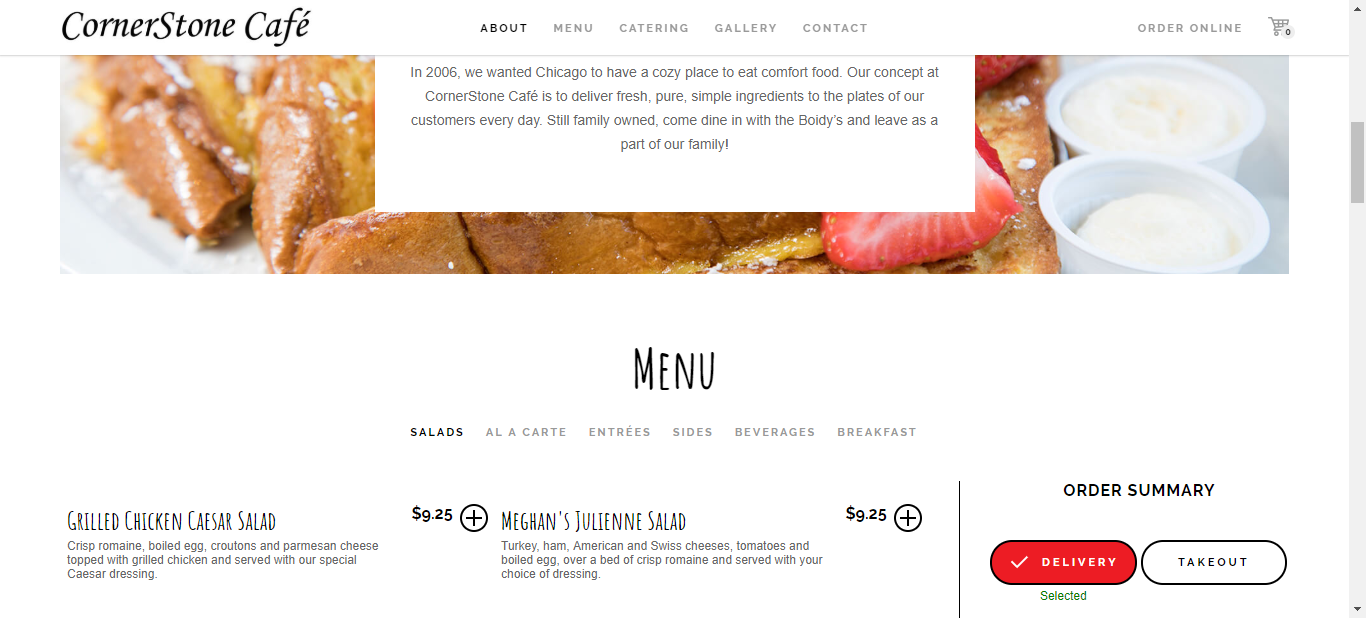 CornerStone Café
ABOUT MENU CATERING GALLERY CONTACT
ORDER ONLINE 0
In 2006, we wanted Chicago to have a cozy place to eat comfort food. Our concept at
CornerStone Café is to deliver fresh, pure, simple ingredients to the plates of our
customers every day. Still family owned, come dine in with the Boidy’s and leave as a
part of our family!
Menu
SALADS AL A CARTE ENTRÉES SIDES BEVERAGES BREAKFAST
Grilled Chicken Caesar Salad $9.25
Crisp romaine, boiled egg, croutons and parmesan cheese
topped with grilled chicken and served with our special
Caesar dressing.
Meghan's Julienne Salad $9.25
Turkey, ham, American and Swiss cheeses, tomatoes and
boiled egg, over a bed of crisp romaine and served with your
choice of dressing.
ORDER SUMMARY
DELIVERY TAKEOUT
Selected